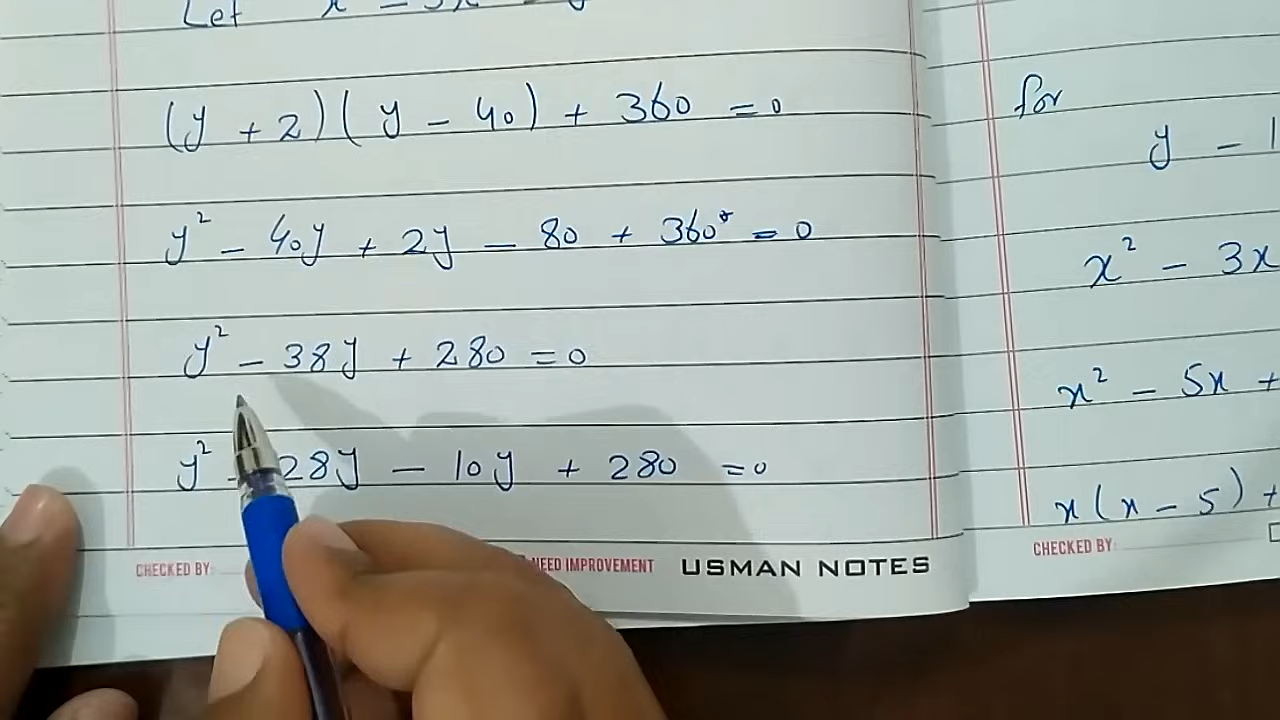 Let
(y + 2)(y - 40) + 360 = 0
y² - 40y + 2y - 80 + 360 = 0
y² - 38y + 280 = 0
y² - 28y - 10y + 280 = 0
CHECKED BY: NEED IMPROVEMENT USMAN NOTES
for
y - 1
x² - 3x
x² - 5x +
x(x - 5) +
CHECKED BY: